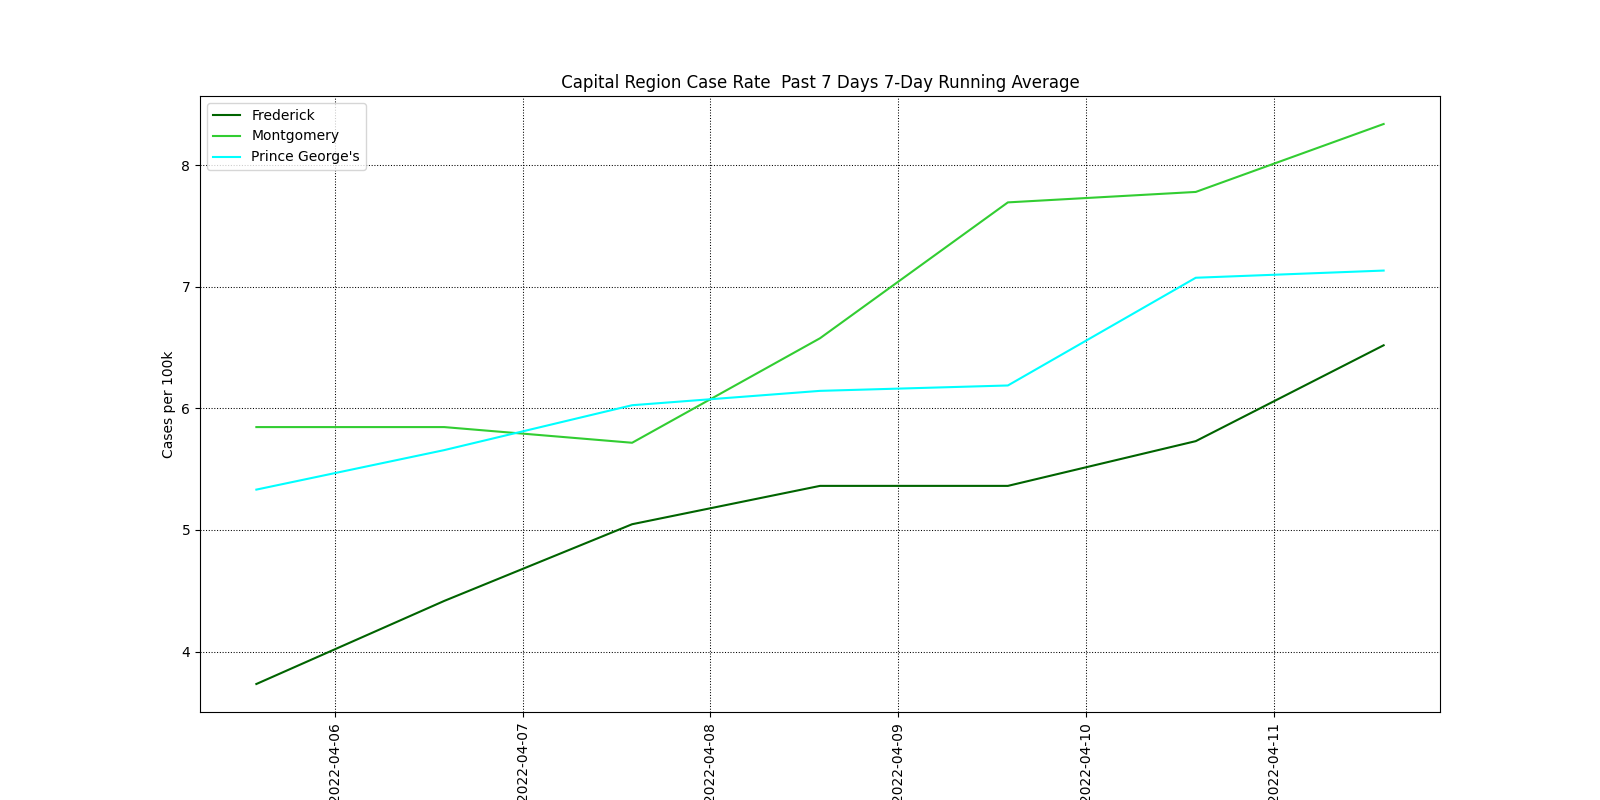 Capital Region Case Rate  Past 7 Days 7-Day Running Average
Frederick
Montgomery
Prince George's
Cases per 100k
8
7
6
5
4
2022-04-06
2022-04-07
2022-04-08
2022-04-09
2022-04-10
2022-04-11